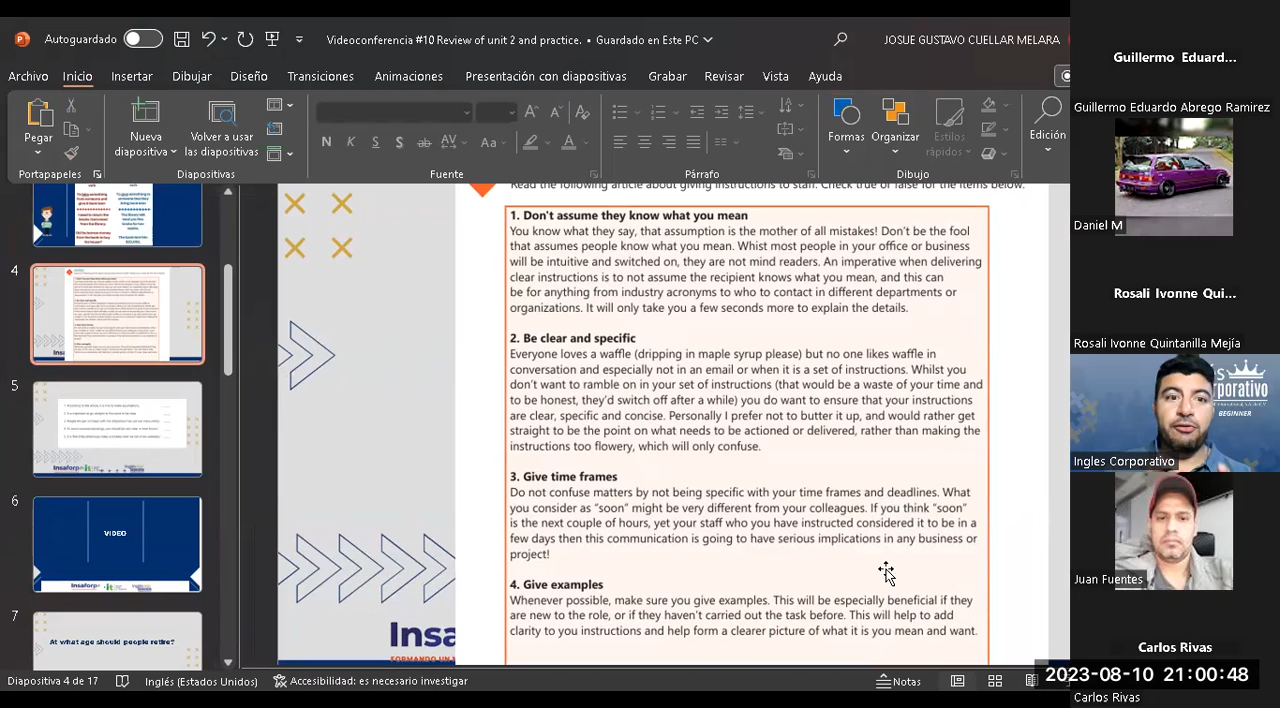 Autoguardado
Videoconferencia #10 Review of unit 2 and practice. • Guardado en Este PC
JOSUE GUSTAVO CUELLAR MELARA
Archivo Inicio Insertar Dibujar Diseño Transiciones Animaciones Presentación con diapositivas Grabar Revisar Vista Ayuda
Pegar
Nueva diapositiva
Volver a usar las diapositivas
N K S S ab AV Aa A
Formas
Organizar
Estilos rápidos
Edición
Portapapeles
Diapositivas
Fuente
Párrafo
Dibujo
4
5
6
VIDEO
7
At what age should people retire?
Read the following article about giving instructions to staff. Check true or false for the items below.
1. Don't assume they know what you mean
You know what they say, that assumption is the mother of all mistakes! Don't be the fool
that assumes people know what you mean. Whist most people in your office or business
will be intuitive and switched on, they are not mind readers. An imperative when delivering
clear instructions is to not assume the recipient knows what you mean, and this can
be for anything from industry acronyms to who to contact in different departments or
organizations. It will only take you a few seconds more to explain the details.
2. Be clear and specific
Everyone loves a waffle (dripping in maple syrup please) but no one likes waffle in
conversation and especially not in an email or when it is a set of instructions. Whilst you
don't want to ramble on in your set of instructions (that would be a waste of your time and
to be honest, they'd switch off after a while) you do want to ensure that your instructions
are clear, specific and concise. Personally I prefer not to butter it up, and would rather get
straight to be the point on what needs to be actioned or delivered, rather than making the
instructions too flowery, which will only confuse.
3. Give time frames
Do not confuse matters by not being specific with your time frames and deadlines. What
you consider as "soon" might be very different from your colleagues. If you think "soon"
is the next couple of hours, yet your staff who you have instructed considered it to be in a
few days then this communication is going to have serious implications in any business or
project!
4. Give examples
Whenever possible, make sure you give examples. This will be especially beneficial if they
are new to the role, or if they haven't carried out the task before. This will help to add
clarity to you instructions and help form a clearer picture of what it is you mean and want.
Insa
FORMANDO UN
Diapositiva 4 de 17
Inglés (Estados Unidos)
Accesibilidad: es necesario investigar
Notas
Guillermo Eduard...
Guillermo Eduardo Abrego Ramirez
Daniel M
Rosali Ivonne Qui...
Rosali Ivonne Quintanilla Mejía
BEGINNER
Ingles Corporativo
Juan Fuentes
Carlos Rivas
2023-08-10 21:00:48
Carlos Rivas